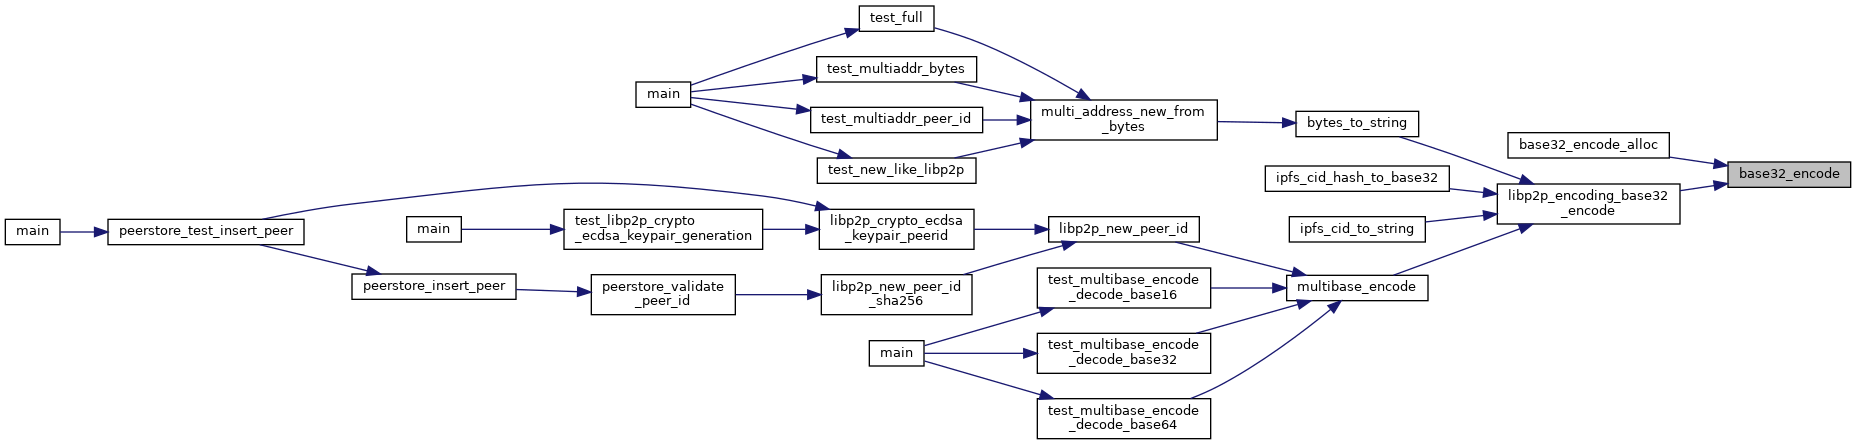 test_full
test_multiaddr_bytes
main
test_multiaddr_peer_id
test_new_like_libp2p
multi_address_new_from
_bytes
bytes_to_string
base32_encode_alloc
base32_encode
ipfs_cid_hash_to_base32
libp2p_encoding_base32
_encode
ipfs_cid_to_string
main
peerstore_test_insert_peer
main
test_libp2p_crypto
_ecdsa_keypair_generation
libp2p_crypto_ecdsa
_keypair_peerid
libp2p_new_peer_id
peerstore_insert_peer
peerstore_validate
_peer_id
libp2p_new_peer_id
_sha256
test_multibase_encode
_decode_base16
multibase_encode
main
test_multibase_encode
_decode_base32
test_multibase_encode
_decode_base64